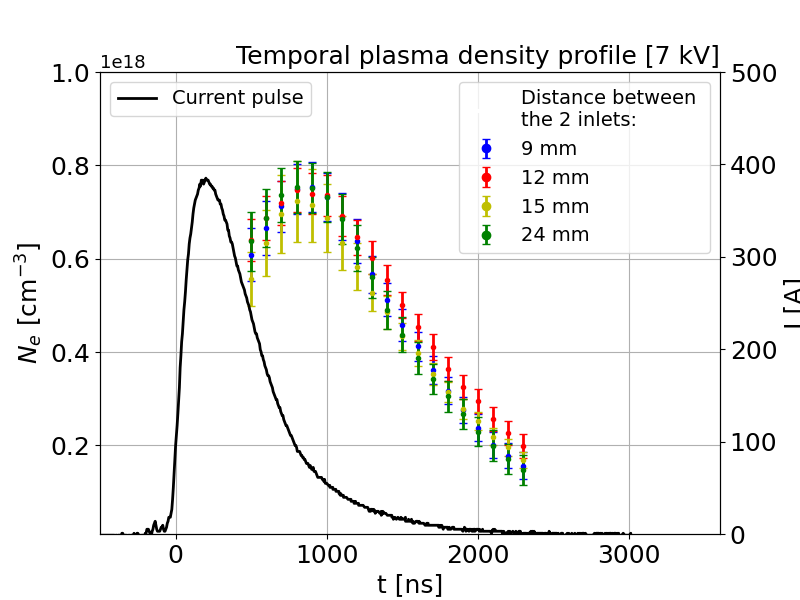 Temporal plasma density profile [7 kV]
1e18
1.0
0.8
0.6
0.4
0.2
500
400
300
200
100
0
Current pulse
Distance between
the 2 inlets:
9 mm
12 mm
15 mm
24 mm
Nₑ [cm⁻³]
I [A]
0
1000
2000
3000
t [ns]